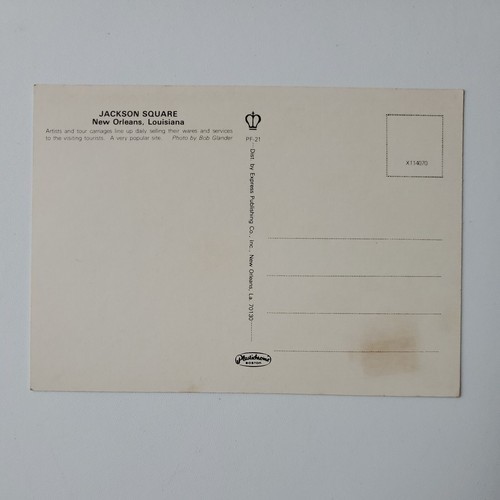 JACKSON SQUARE
New Orleans, Louisiana
Artists and tour carriages line up daily selling their wares and services
to the visiting tourists. A very popular site. Photo by Bob Glander
PF-21
Dist. by Express Publishing Co., Inc., New Orleans, La. 70130
K114070
Plastichrome
BOSTON